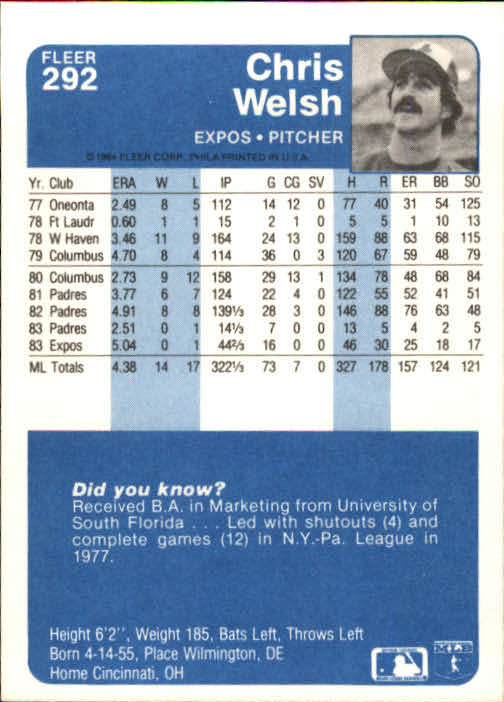 FLEER
292
Chris
Welsh
EXPOS • PITCHER
© 1984 FLEER CORP. PHILA PRINTED IN U.S.A.
Yr. Club ERA W L IP G CG SV H R ER BB SO
77 Oneonta 2.49 8 5 112 14 12 0 77 40 31 54 125
78 Ft Laudr 0.60 1 1 15 2 1 0 5 5 1 10 13
78 W Haven 3.46 11 9 164 24 13 0 159 88 63 68 115
79 Columbus 4.70 8 4 114 36 0 3 120 67 59 48 79
80 Columbus 2.73 9 12 158 29 13 1 134 78 48 68 84
81 Padres 3.77 6 7 124 22 4 0 122 55 52 41 51
82 Padres 4.91 8 8 139⅓ 28 3 0 146 88 76 63 48
83 Padres 2.51 0 1 14⅓ 7 0 0 13 5 4 2 5
83 Expos 5.04 0 1 44⅔ 16 0 0 46 30 25 18 17
ML Totals 4.38 14 17 322⅓ 73 7 0 327 178 157 124 121
Did you know?
Received B.A. in Marketing from University of
South Florida . . . Led with shutouts (4) and
complete games (12) in N.Y.-Pa. League in
1977.
Height 6'2'', Weight 185, Bats Left, Throws Left
Born 4-14-55, Place Wilmington, DE
Home Cincinnati, OH